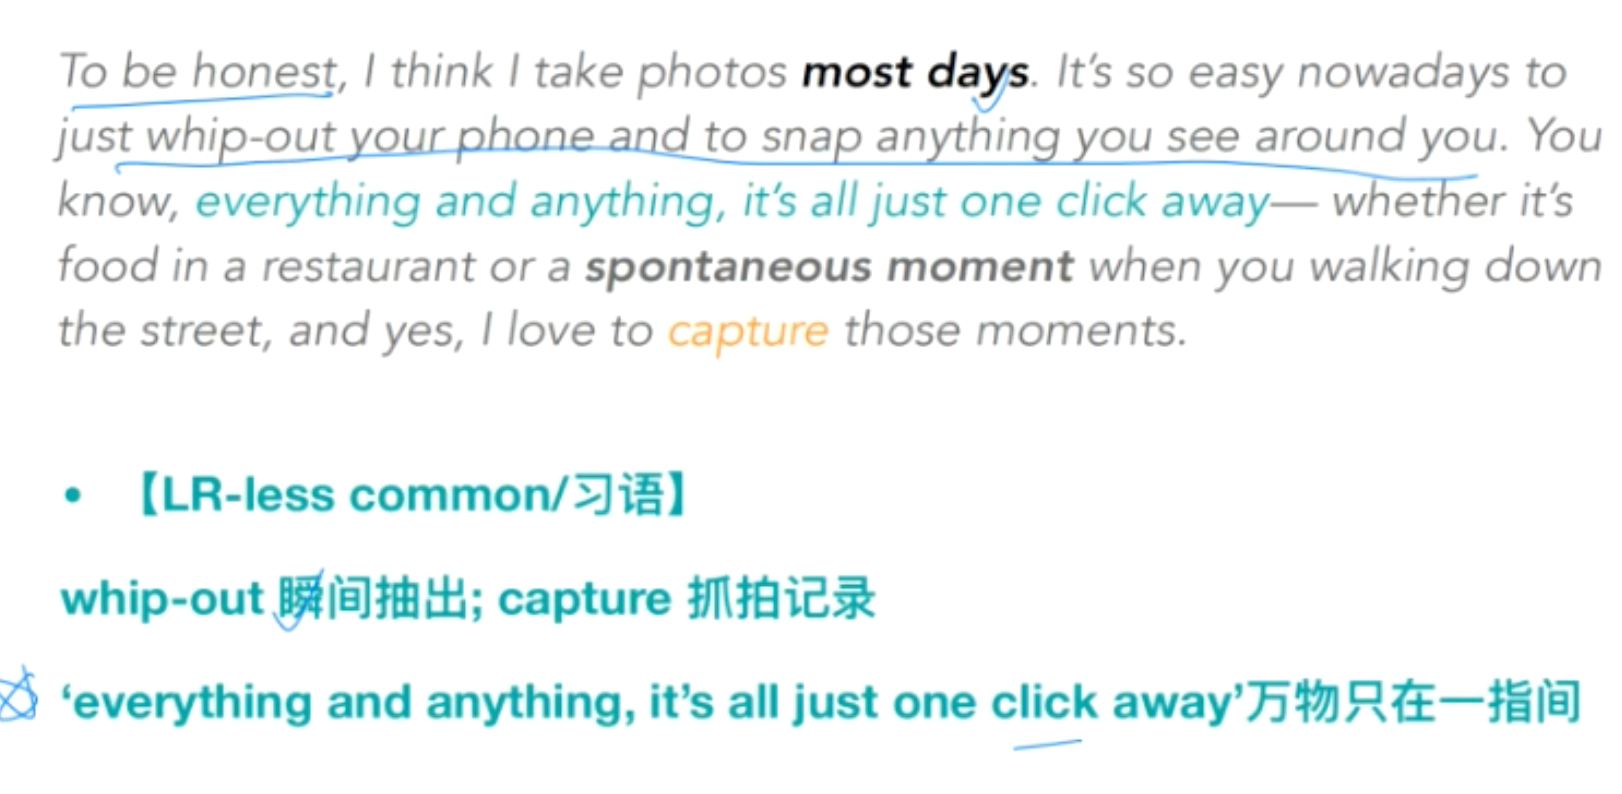 To be honest, I think I take photos most days. It's so easy nowadays to
just whip-out your phone and to snap anything you see around you. You
know, everything and anything, it's all just one click away— whether it's
food in a restaurant or a spontaneous moment when you walking down
the street, and yes, I love to capture those moments.
• 【LR-less common/习语】
whip-out 瞬间抽出; capture 抓拍记录
‘everything and anything, it's all just one click away’万物只在一指间